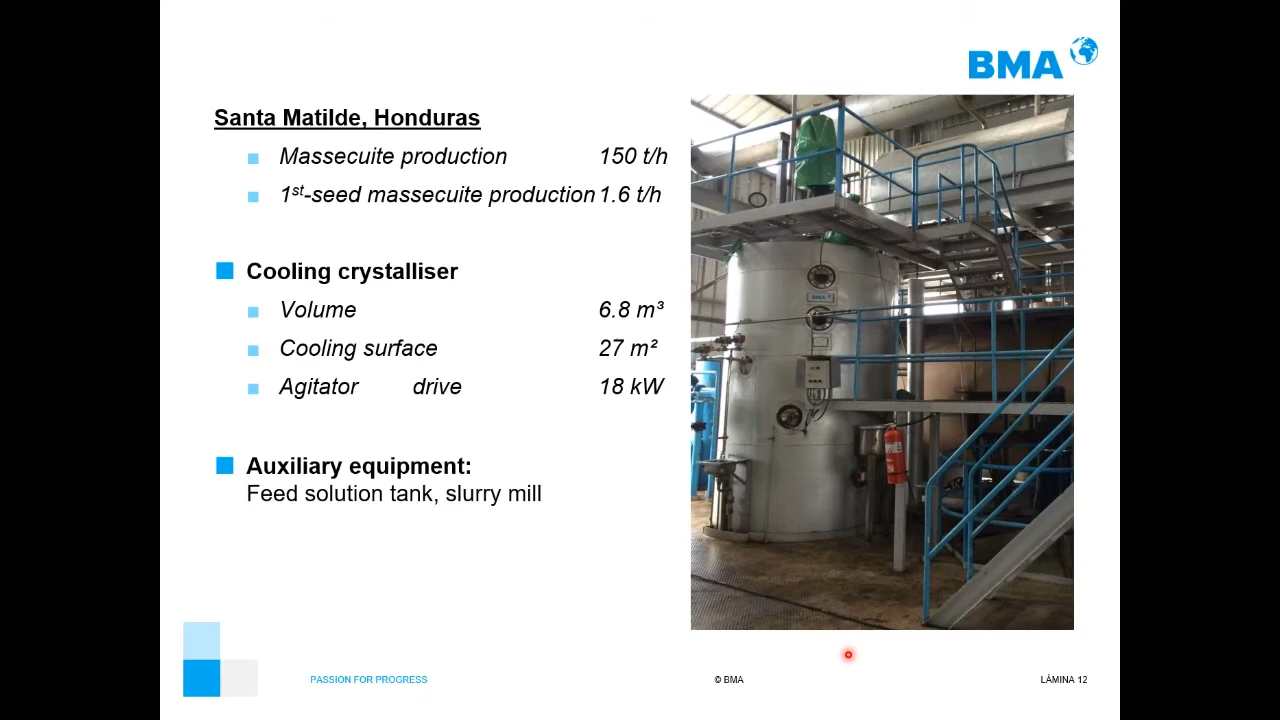 BMA
Santa Matilde, Honduras
Massecuite production 150 t/h
1st-seed massecuite production 1.6 t/h
Cooling crystalliser
Volume 6.8 m³
Cooling surface 27 m²
Agitator drive 18 kW
Auxiliary equipment:
Feed solution tank, slurry mill
BMA
PASSION FOR PROGRESS
© BMA
LÁMINA 12